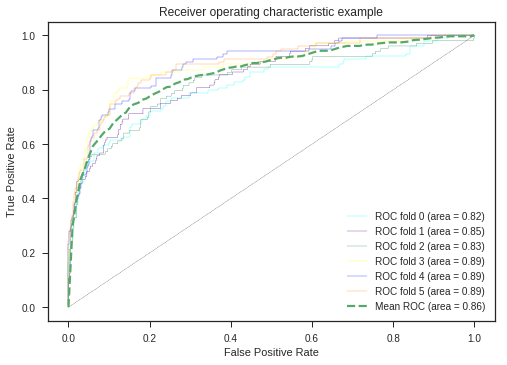 Receiver operating characteristic example
True Positive Rate
1.0
0.8
0.6
0.4
0.2
0.0
ROC fold 0 (area = 0.82)
ROC fold 1 (area = 0.85)
ROC fold 2 (area = 0.83)
ROC fold 3 (area = 0.89)
ROC fold 4 (area = 0.89)
ROC fold 5 (area = 0.89)
Mean ROC (area = 0.86)
0.0 0.2 0.4 0.6 0.8 1.0
False Positive Rate